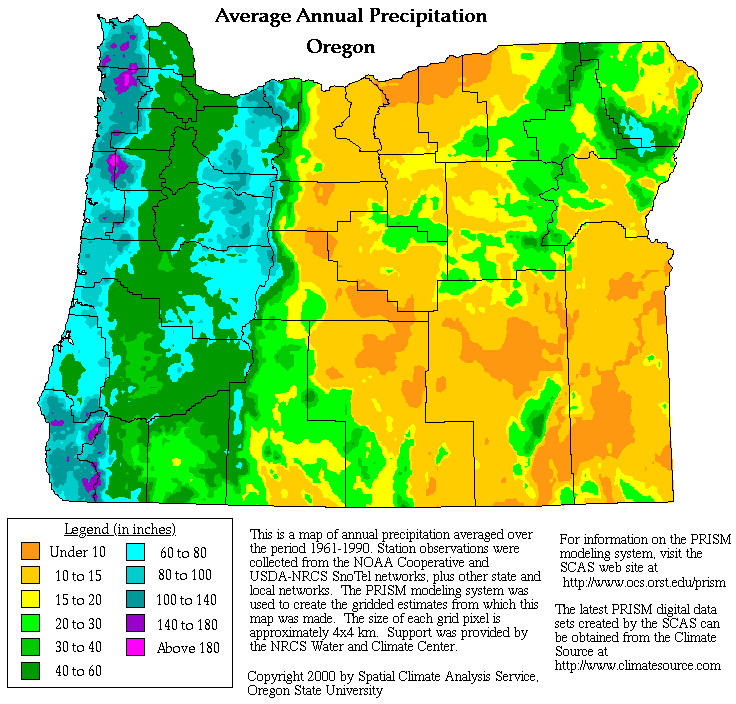 Average Annual Precipitation
Oregon
Legend (in inches)
Under 10
10 to 15
15 to 20
20 to 30
30 to 40
40 to 60
60 to 80
80 to 100
100 to 140
140 to 180
Above 180
This is a map of annual precipitation averaged over
the period 1961-1990. Station observations were
collected from the NOAA Cooperative and
USDA-NRCS SnoTel networks, plus other state and
local networks. The PRISM modeling system was
used to create the gridded estimates from which this
map was made. The size of each grid pixel is
approximately 4x4 km. Support was provided by
the NRCS Water and Climate Center.
Copyright 2000 by Spatial Climate Analysis Service,
Oregon State University
For information on the PRISM
modeling system, visit the
SCAS web site at
http://www.ocs.orst.edu/prism
The latest PRISM digital data
sets created by the SCAS can
be obtained from the Climate
Source at
http://www.climatesource.com